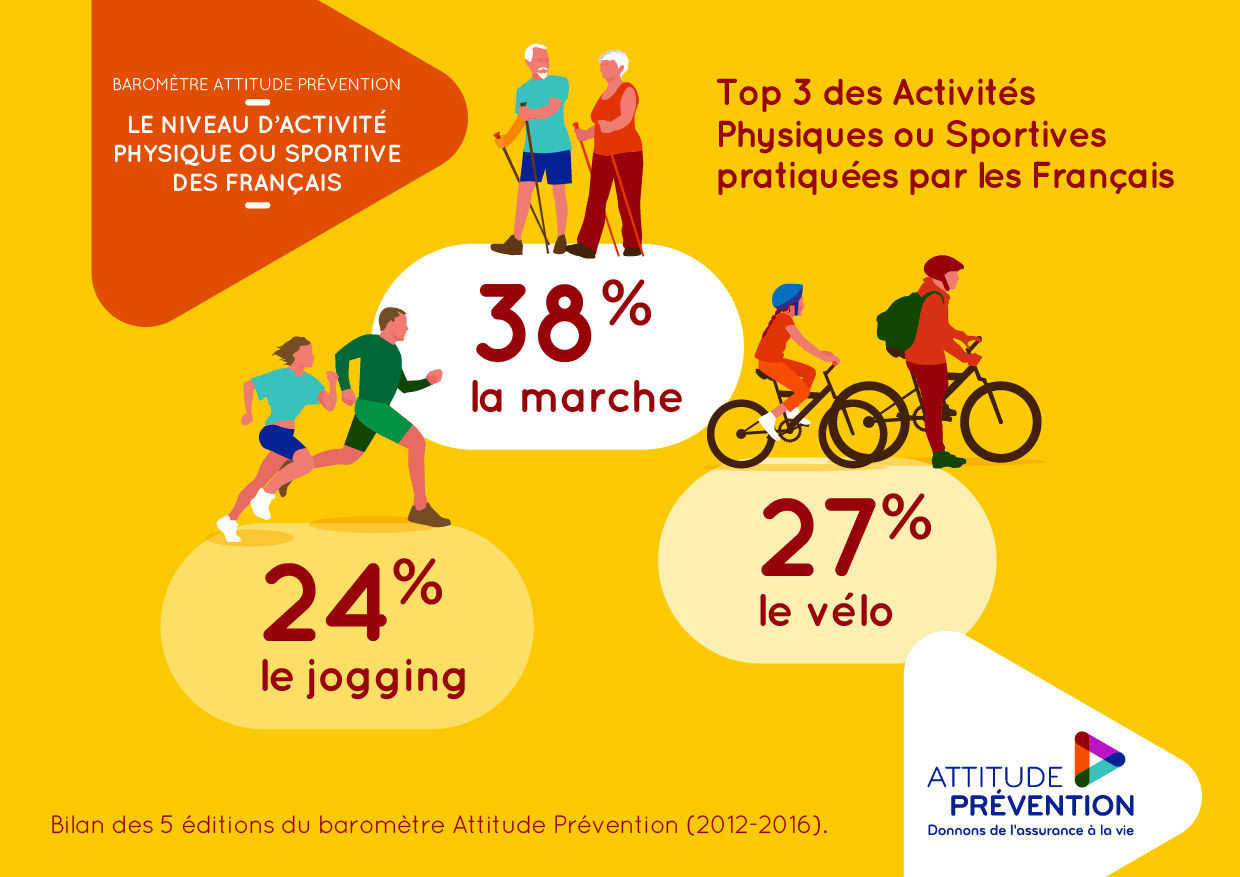 BAROMÈTRE ATTITUDE PRÉVENTION
LE NIVEAU D'ACTIVITÉ
PHYSIQUE OU SPORTIVE
DES FRANÇAIS
Top 3 des Activités
Physiques ou Sportives
pratiquées par les Français
38%
la marche
27%
le vélo
24%
le jogging
Bilan des 5 éditions du baromètre Attitude Prévention (2012-2016).
ATTITUDE
PRÉVENTION
Donnons de l'assurance à la vie